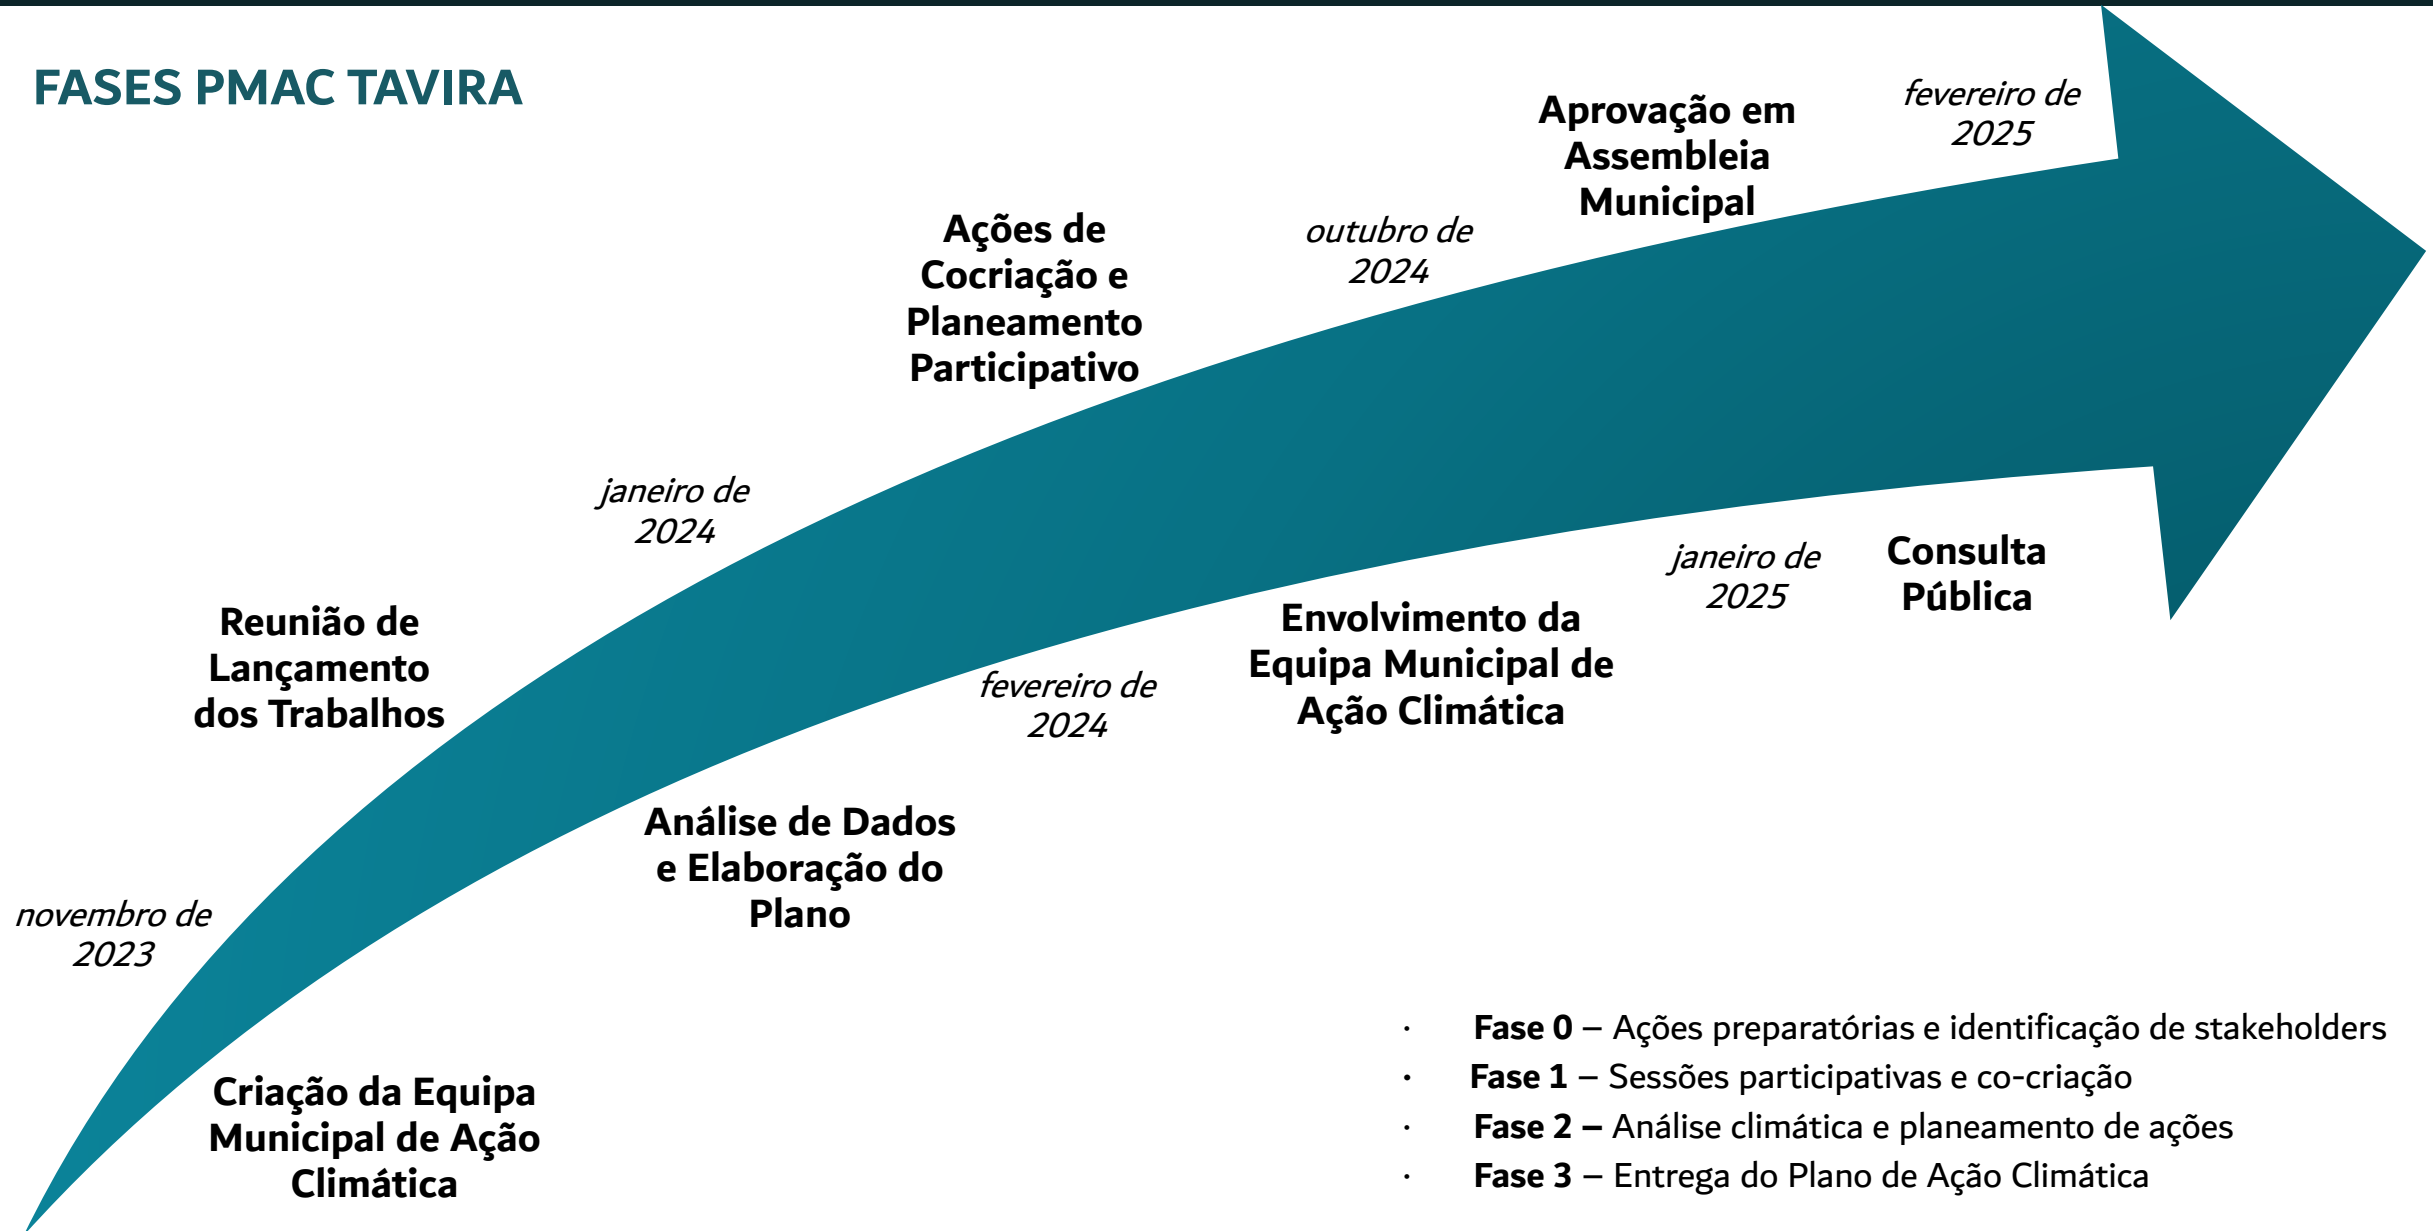 FASES PMAC TAVIRA
novembro de
2023
Criação da Equipa
Municipal de Ação
Climática
Reunião de
Lançamento
dos Trabalhos
janeiro de
2024
Análise de Dados
e Elaboração do
Plano
fevereiro de
2024
Ações de
Cocriação e
Planeamento
Participativo
outubro de
2024
Envolvimento da
Equipa Municipal de
Ação Climática
janeiro de
2025
Consulta
Pública
Aprovação em
Assembleia
Municipal
fevereiro de
2025
· Fase 0 – Ações preparatórias e identificação de stakeholders
· Fase 1 – Sessões participativas e co-criação
· Fase 2 – Análise climática e planeamento de ações
· Fase 3 – Entrega do Plano de Ação Climática